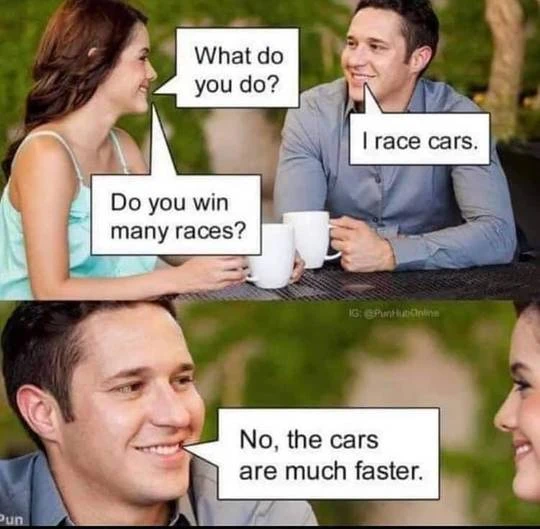 What do
you do?
I race cars.
Do you win
many races?
IG: @PunHubOnline
No, the cars
are much faster.
Pun